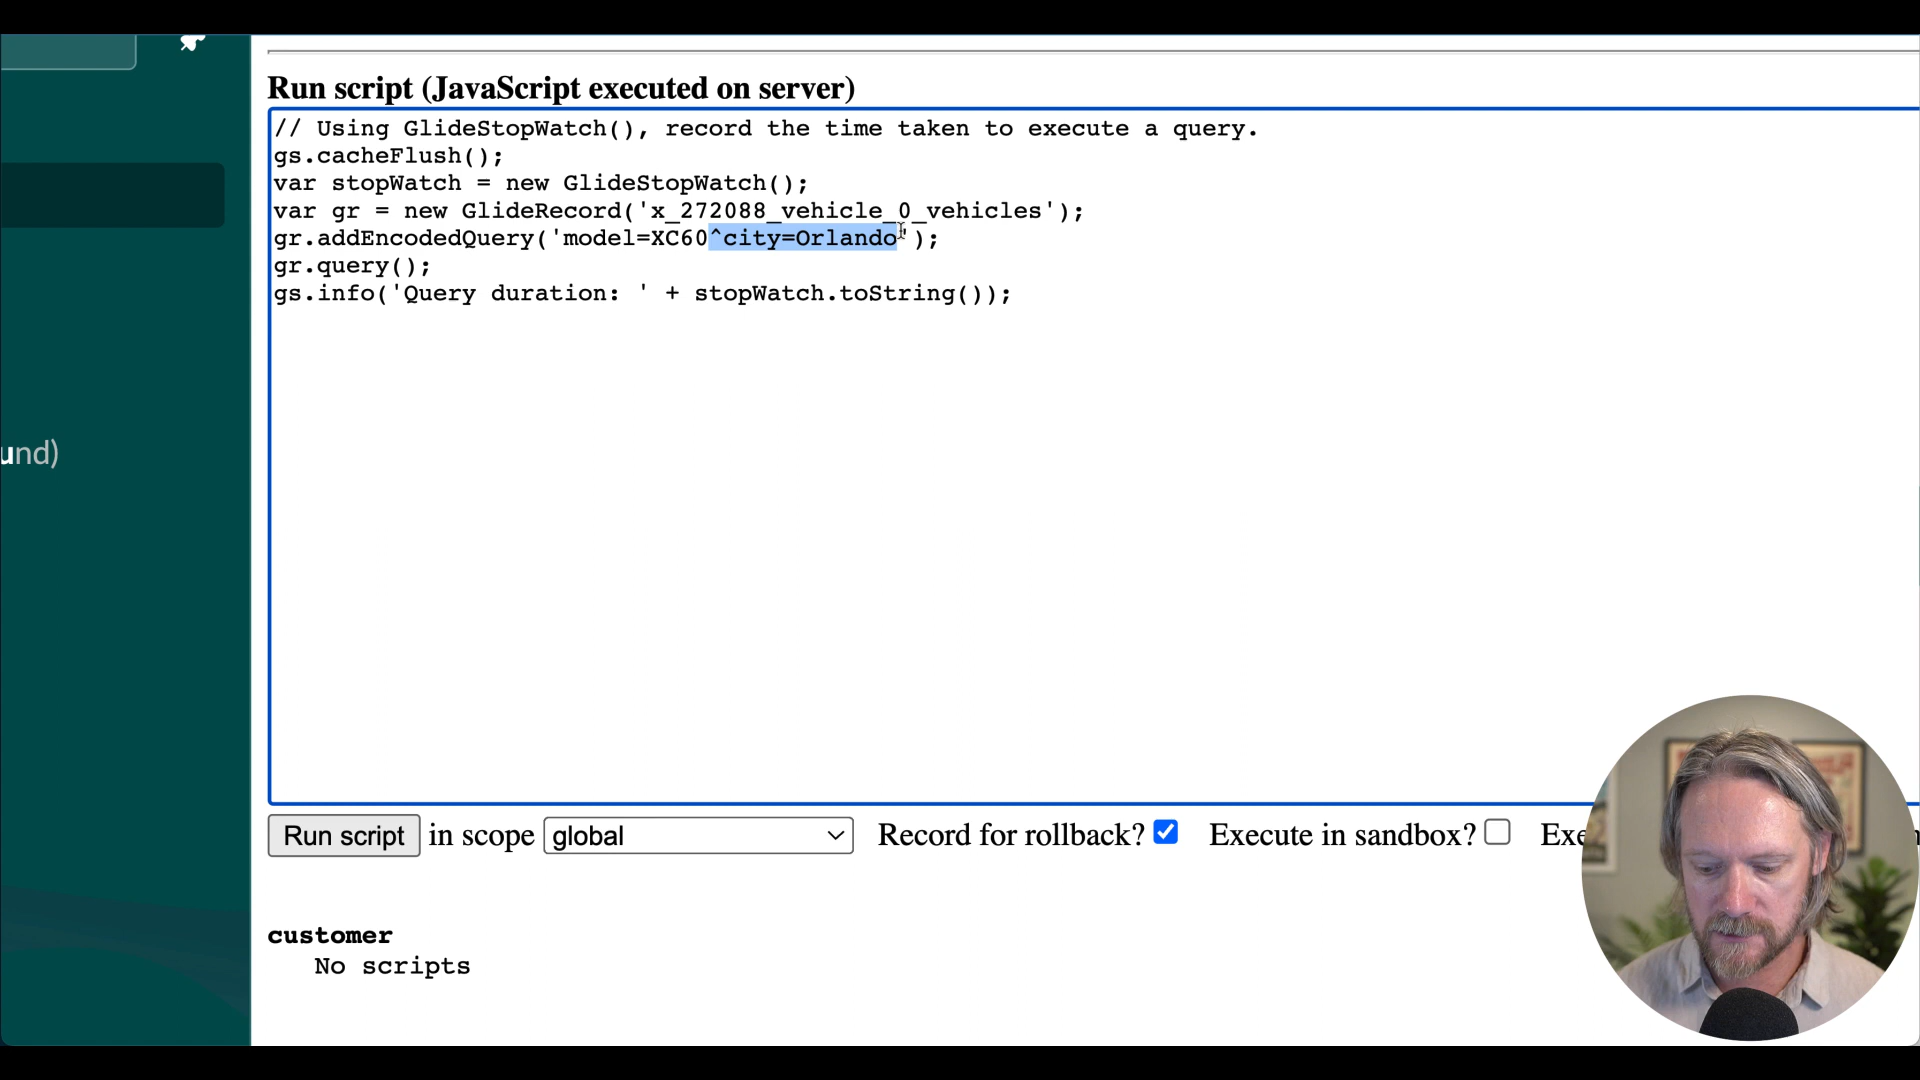 Run script (JavaScript executed on server)
// Using GlideStopWatch(), record the time taken to execute a query.
gs.cacheFlush();
var stopWatch = new GlideStopWatch();
var gr = new GlideRecord('x_272088_vehicle_0_vehicles');
gr.addEncodedQuery('model=XC60^city=Orlando');
gr.query();
gs.info('Query duration: ' + stopWatch.toString());
und)
Run script in scope global Record for rollback? Execute in sandbox? Exe
customer
No scripts